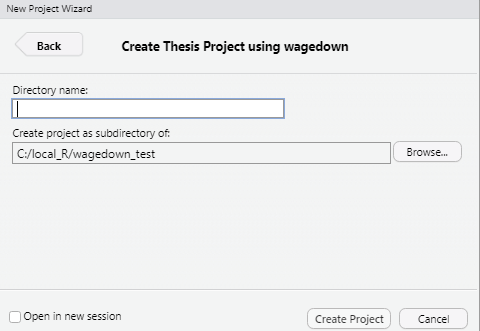 New Project Wizard
Back
Create Thesis Project using wagedown
Directory name:
Create project as subdirectory of:
C:/local_R/wagedown_test
Browse...
Open in new session
Create Project
Cancel